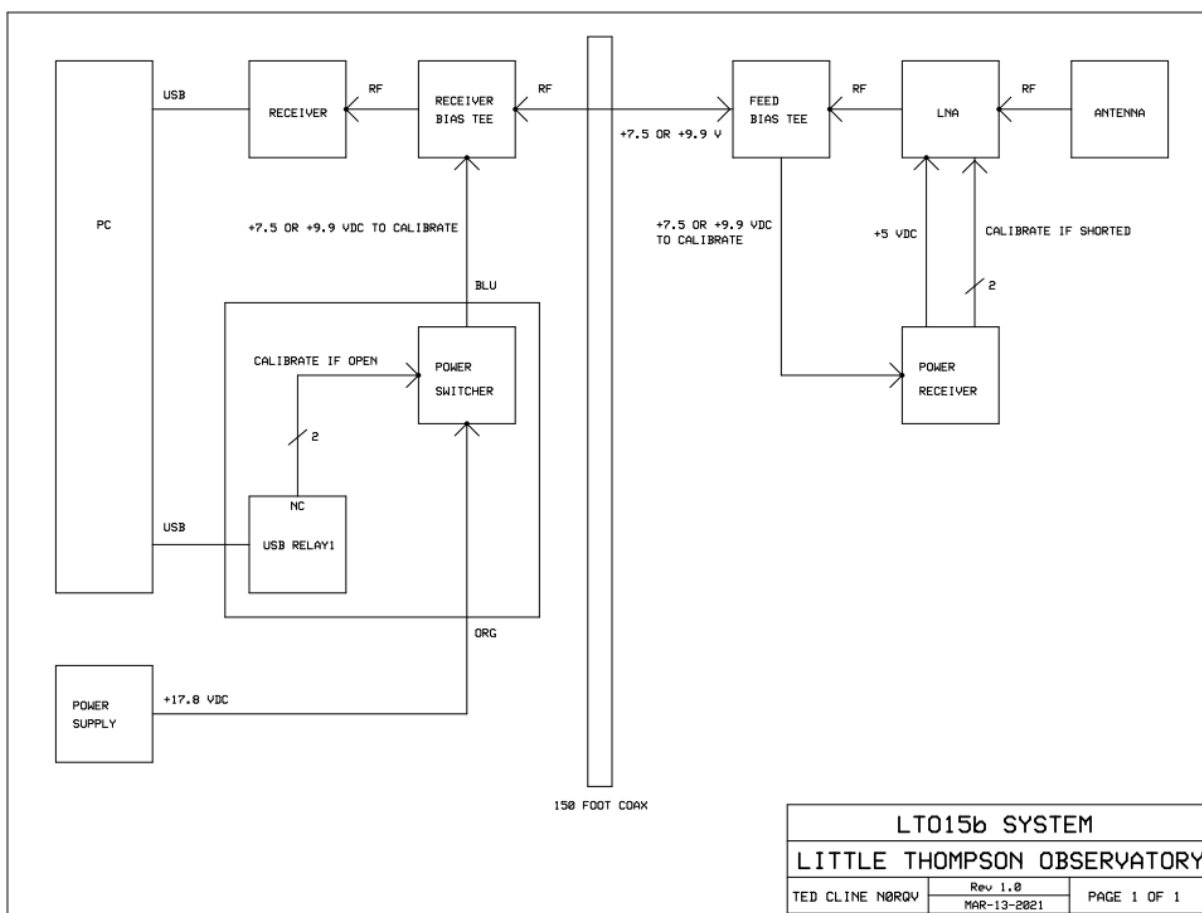 USB
RECEIVER
RF
RECEIVER
BIAS TEE
RF
+7.5 OR +9.9 V
FEED
BIAS TEE
RF
LNA
RF
ANTENNA
PC
+7.5 OR +9.9 VDC TO CALIBRATE
+7.5 OR +9.9 VDC
TO CALIBRATE
+5 VDC
CALIBRATE IF SHORTED
2
BLU
CALIBRATE IF OPEN
POWER
SWITCHER
POWER
RECEIVER
2
NC
USB RELAY1
USB
ORG
POWER
SUPPLY
+17.8 VDC
150 FOOT COAX
LTO15b SYSTEM
LITTLE THOMPSON OBSERVATORY
TED CLINE NØRQV
Rev 1.0
MAR-13-2021
PAGE 1 OF 1